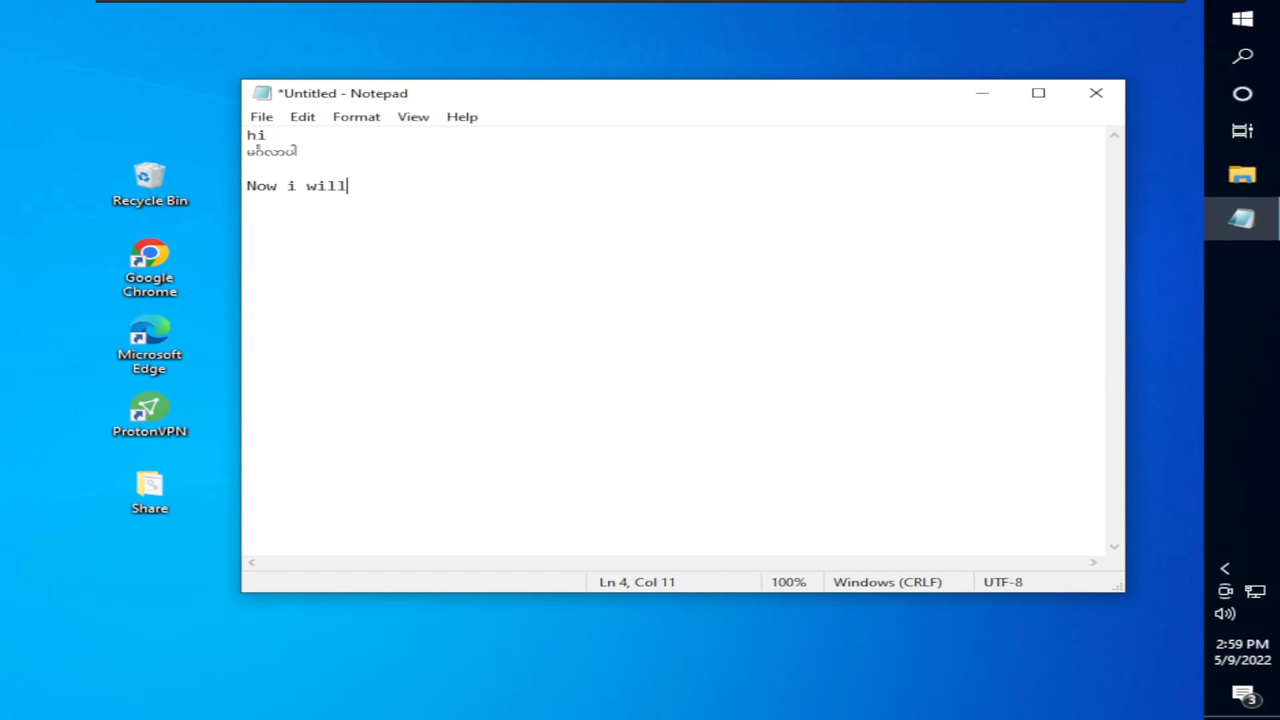 *Untitled - Notepad
File Edit Format View Help
hi
မင်္ဂလာပါ
Now i will
Recycle Bin
Google
Chrome
Microsoft
Edge
ProtonVPN
Share
Ln 4, Col 11 100% Windows (CRLF) UTF-8
2:59 PM
5/9/2022
3